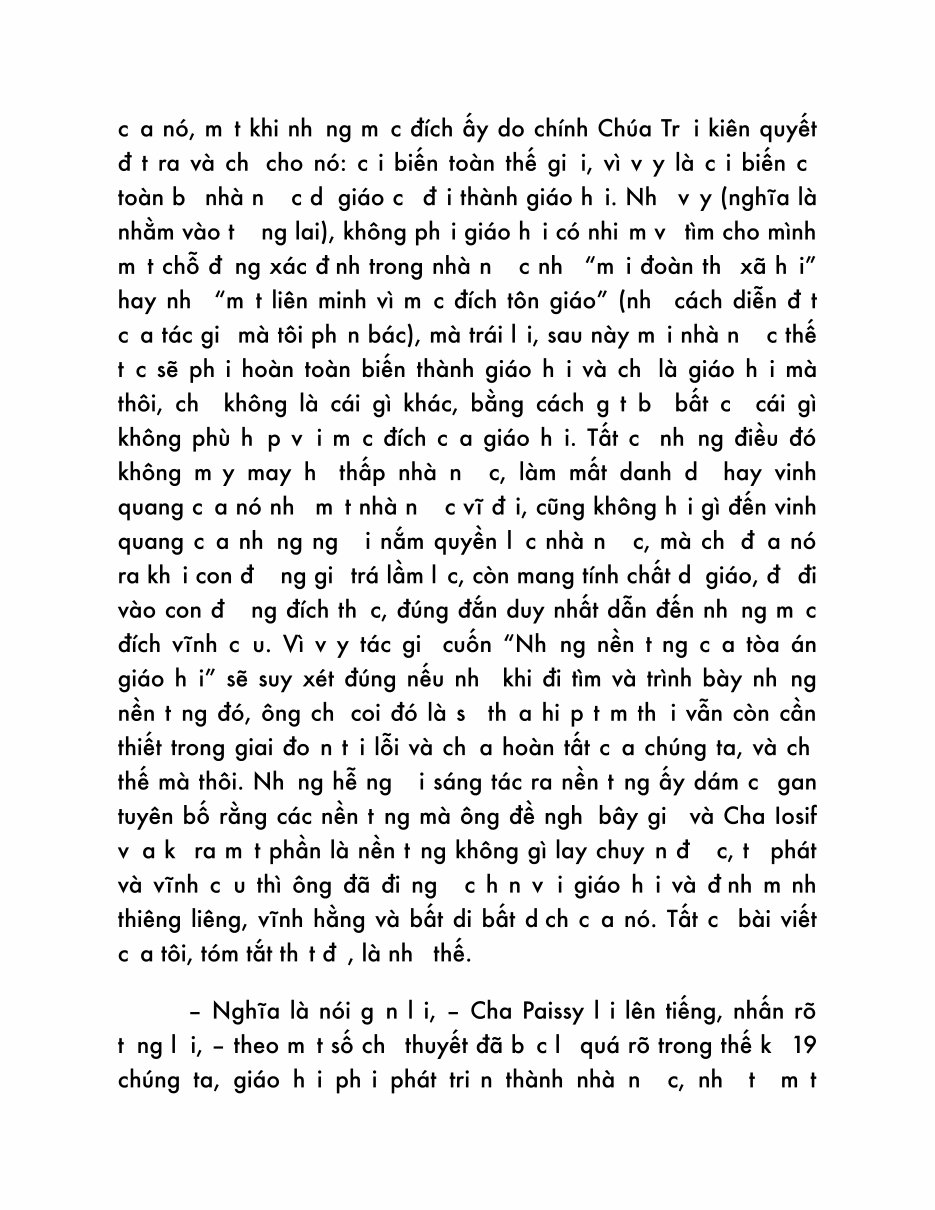 c a nó, m t khi nh ng m c đích ấy do chính Chúa Tr i kiên quyết
đ t ra và ch cho nó: c i biến toàn thế gi i, vì v y là c i biến c
toàn b nhà n c d giáo c đ i thành giáo h i. Nh v y (nghĩa là
nhằm vào t ng lai), không ph i giáo h i có nhi m v tìm cho mình
m t chỗ đ ng xác đ nh trong nhà n c nh “m i đoàn th xã h i”
hay nh “m t liên minh vì m c đích tôn giáo” (nh cách diễn đ t
c a tác gi mà tôi ph n bác), mà trái l i, sau này m i nhà n c thế
t c sẽ ph i hoàn toàn biến thành giáo h i và ch là giáo h i mà
thôi, ch không là cái gì khác, bằng cách g t b bất c cái gì
không phù h p v i m c đích c a giáo h i. Tất c nh ng điều đó
không m y may h thấp nhà n c, làm mất danh d hay vinh
quang c a nó nh m t nhà n c vĩ đ i, cũng không h i gì đến vinh
quang c a nh ng ng i nắm quyền l c nhà n c, mà ch đ a nó
ra kh i con đ ng gi trá lầm l c, còn mang tính chất d giáo, đ đi
vào con đ ng đích th c, đúng đắn duy nhất dẫn đến nh ng m c
đích vĩnh c u. Vì v y tác gi cuốn “Nh ng nền t ng c a tòa án
giáo h i” sẽ suy xét đúng nếu nh khi đi tìm và trình bày nh ng
nền t ng đó, ông ch coi đó là s th a hi p t m th i vẫn còn cần
thiết trong giai đo n t i lỗi và ch a hoàn tất c a chúng ta, và ch
thế mà thôi. Nh ng hễ ng i sáng tác ra nền t ng ấy dám c gan
tuyên bố rằng các nền t ng mà ông đề ngh bây gi và Cha Iosif
v a k ra m t phần là nền t ng không gì lay chuy n đ c, t phát
và vĩnh c u thì ông đã đi ng c h n v i giáo h i và đ nh m nh
thiêng liêng, vĩnh hằng và bất di bất d ch c a nó. Tất c bài viết
c a tôi, tóm tắt th t đ , là nh thế.
– Nghĩa là nói g n l i, – Cha Paissy l i lên tiếng, nhấn rõ
t ng l i, – theo m t số ch thuyết đã b c l quá rõ trong thế k 19
chúng ta, giáo h i ph i phát tri n thành nhà n c, nh t m t